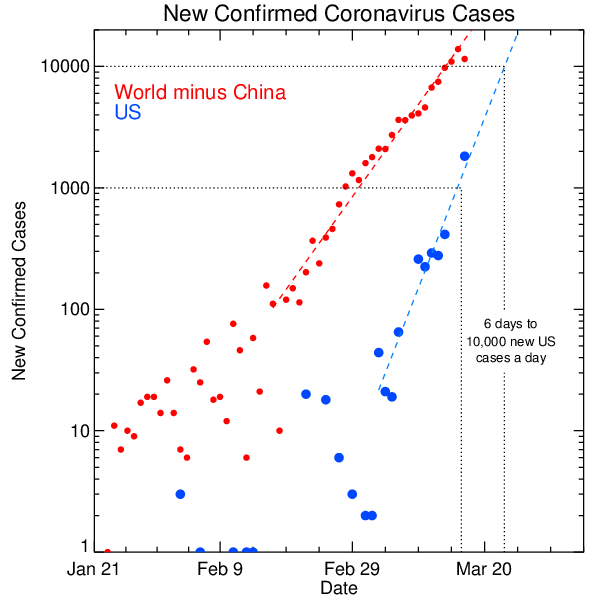 New Confirmed Coronavirus Cases
10000
World minus China
US
1000
New Confirmed Cases
100
6 days to
10,000 new US
cases a day
10
1
Jan 21
Feb 9
Feb 29
Mar 20
Date